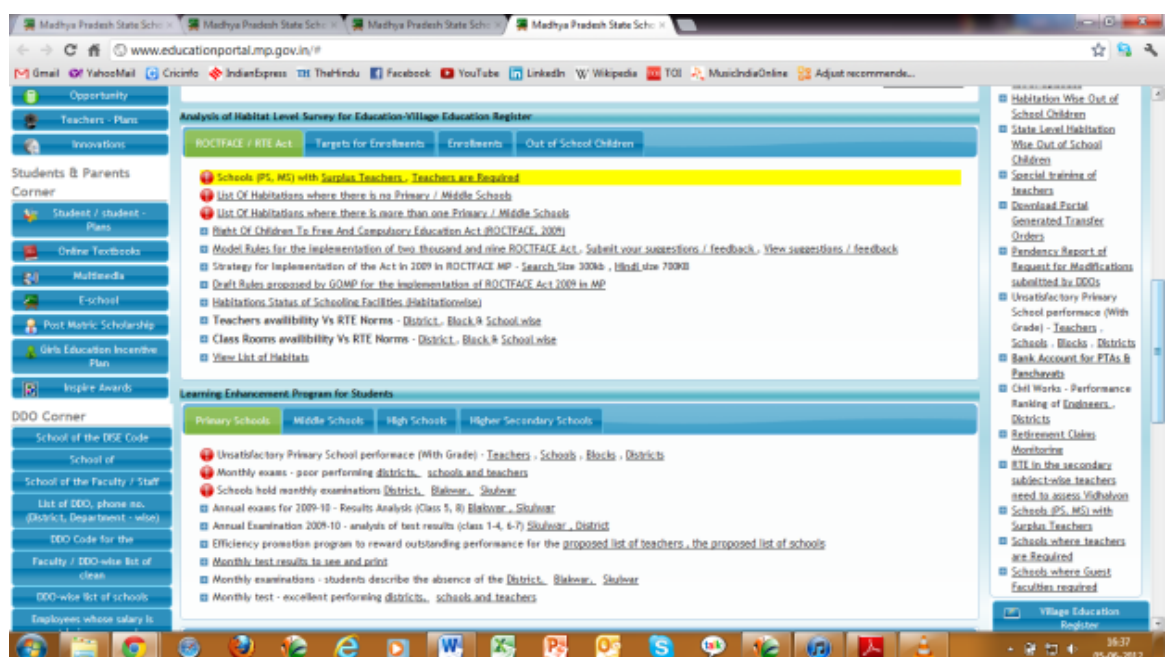 Madhya Pradesh State Scho
Madhya Pradesh State Scho
Madhya Pradesh State Scho
Madhya Pradesh State Scho
www.educationportal.mp.gov.in/#
Gmail YahooMail Cricinfo IndianExpress TH TheHindu Facebook YouTube LinkedIn W Wikipedia TOI MusicIndiaOnline Adjust recommende...
Opportunity
Teachers - Plans
Innovations
Students & Parents
Corner
Student / student -
Plans
Online Textbooks
Multimedia
E-school
Post Matric Scholarship
Girls Education Incentive
Plan
Inspire Awards
DDO Corner
School of the DISE Code
School of
School of the Faculty / Staff
List of DDO, phone no.
(District, Department - wise)
DDO Code for the
Faculty / DDO-wise list of
clean
DDO-wise list of schools
Employees whose salary is
Analysis of Habitat Level Survey for Education-Village Education Register
ROCTFACE / RTE Act Targets for Enrollments Enrollments Out of School Children
Schools (PS, MS) with Surplus Teachers , Teachers are Required
List Of Habitations where there is no Primary / Middle Schools
List Of Habitations where there is more than one Primary / Middle Schools
Right Of Children To Free And Compulsory Education Act (ROCTFACE, 2009)
Model Rules for the implementation of two thousand and nine ROCTFACE Act , Submit your suggestions / feedback , View suggestions / feedback
Strategy for Implementation of the Act in 2009 in ROCTFACE MP - Search Size 300kb , Hindi size 700KB
Draft Rules proposed by GOMP for the implementation of ROCTFACE Act 2009 in MP
Habitations Status of Schooling Facilities (Habitationwise)
Teachers availibility Vs RTE Norms - District , Block & School wise
Class Rooms availibility Vs RTE Norms - District , Block & School wise
View List of Habitats
Learning Enhancement Program for Students
Primary Schools Middle Schools High Schools Higher Secondary Schools
Unsatisfactory Primary School performace (With Grade) - Teachers , Schools , Blocks , Districts
Monthly exams - poor performing districts, schools and teachers
Schools hold monthly examinations District, Blakwar, Skulwar
Annual exams for 2009-10 - Results Analysis (Class 5, 8) Blakwar , Skulwar
Annual Examination 2009-10 - analysis of test results (class 1-4, 6-7) Skulwar , District
Efficiency promotion program to reward outstanding performance for the proposed list of teachers , the proposed list of schools
Monthly test results to see and print
Monthly examinations - students describe the absence of the District, Blakwar, Skulwar
Monthly test - excellent performing districts, schools and teachers
Habitation Wise Out of
School Children
State Level Habitation
Wise Out of School
Children
Special training of
teachers
Download Portal
Generated Transfer
Orders
Pendency Report of
Request for Modifications
submitted by DDOs
Unsatisfactory Primary
School performace (With
Grade) - Teachers ,
Schools , Blocks , Districts
Bank Account for PTAs &
Panchayats
Civil Works - Performance
Ranking of Engineers ,
Districts
Retirement Claims
Monitoring
RTE in the secondary
subject-wise teachers
need to assess Vidhalyon
Schools (PS, MS) with
Surplus Teachers
Schools where teachers
are Required
Schools where Guest
Faculties required
Village Education
Register
16:37
05-06-2012